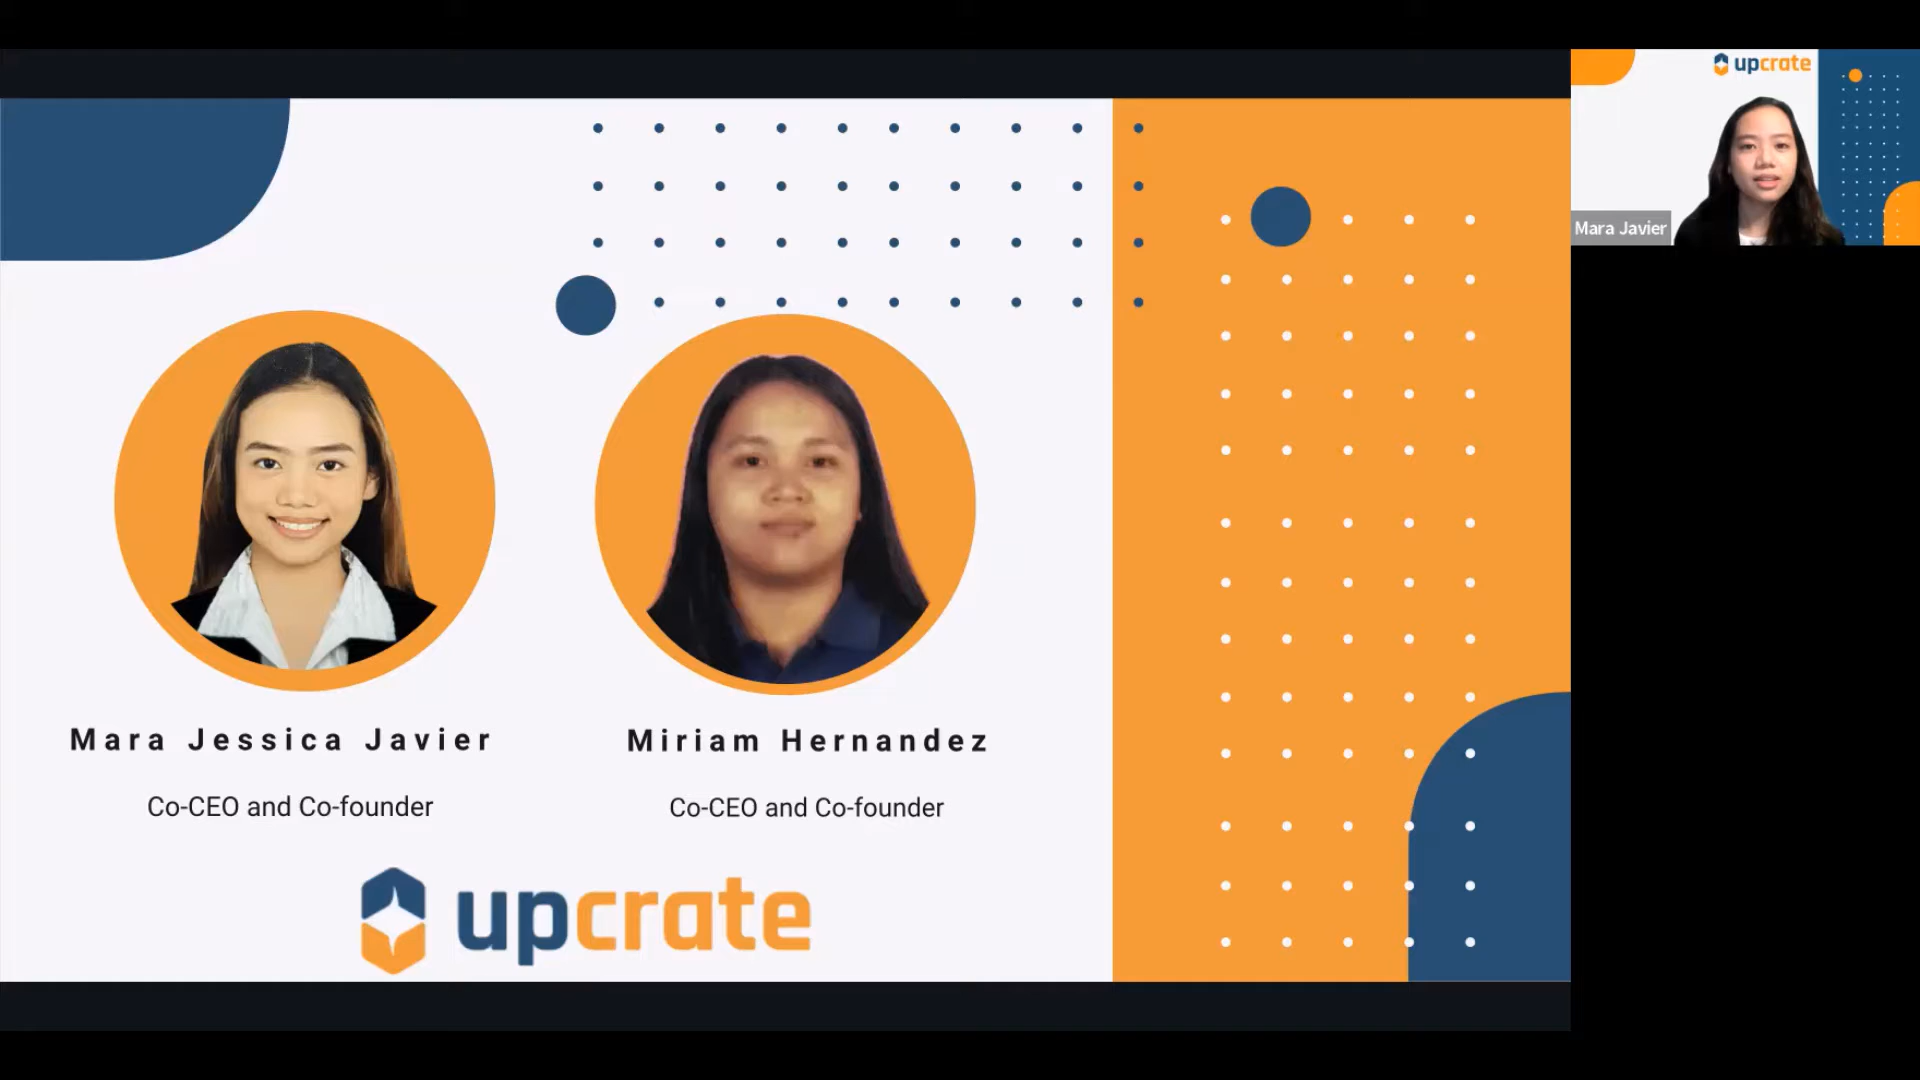 upcrate
Mara Javier
Mara Jessica Javier
Co-CEO and Co-founder
Miriam Hernandez
Co-CEO and Co-founder
upcrate